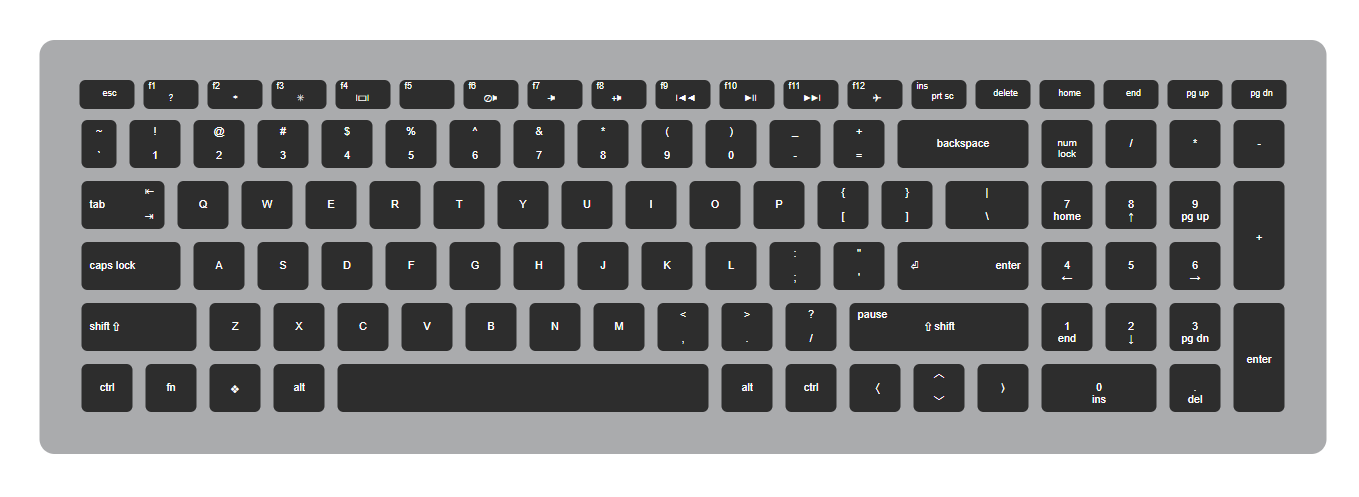 esc f1 ? f2 * f3 ☀ f4 f5 f6 f7 f8 f9 |◄◄ f10 ►|| f11 ►►| f12 ✈ ins prt sc delete home end pg up pg dn
~ ! @ # $ % ^ & * ( ) _ +
` 1 2 3 4 5 6 7 8 9 0 - = backspace num lock / * -
tab ⇤ ⇥ Q W E R T Y U I O P { [ } ] | \ 7 home 8 ↑ 9 pg up +
caps lock A S D F G H J K L : ; " ' ⏎ enter 4 ← 5 6 →
shift ⇧ Z X C V B N M < , > . ? / pause ⇧ shift 1 end 2 ↓ 3 pg dn enter
ctrl fn ❖ alt alt ctrl 〈 ︿ ﹀ 〉 0 ins . del